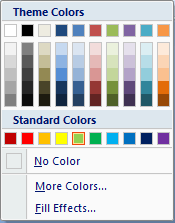 Theme Colors
Standard Colors
No Color
More Colors...
Fill Effects...